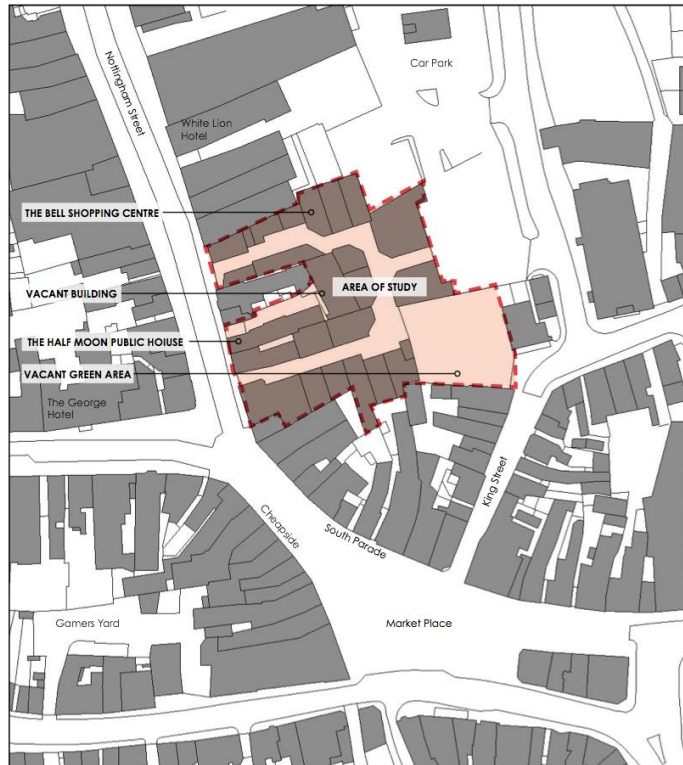 Car Park
Nottingham Street
White Lion
Hotel
THE BELL SHOPPING CENTRE
VACANT BUILDING
AREA OF STUDY
THE HALF MOON PUBLIC HOIUSE
VACANT GREEN AREA
The George
Hotel
King Street
Cheapside
South Parade
Gamers Yard
Market Place